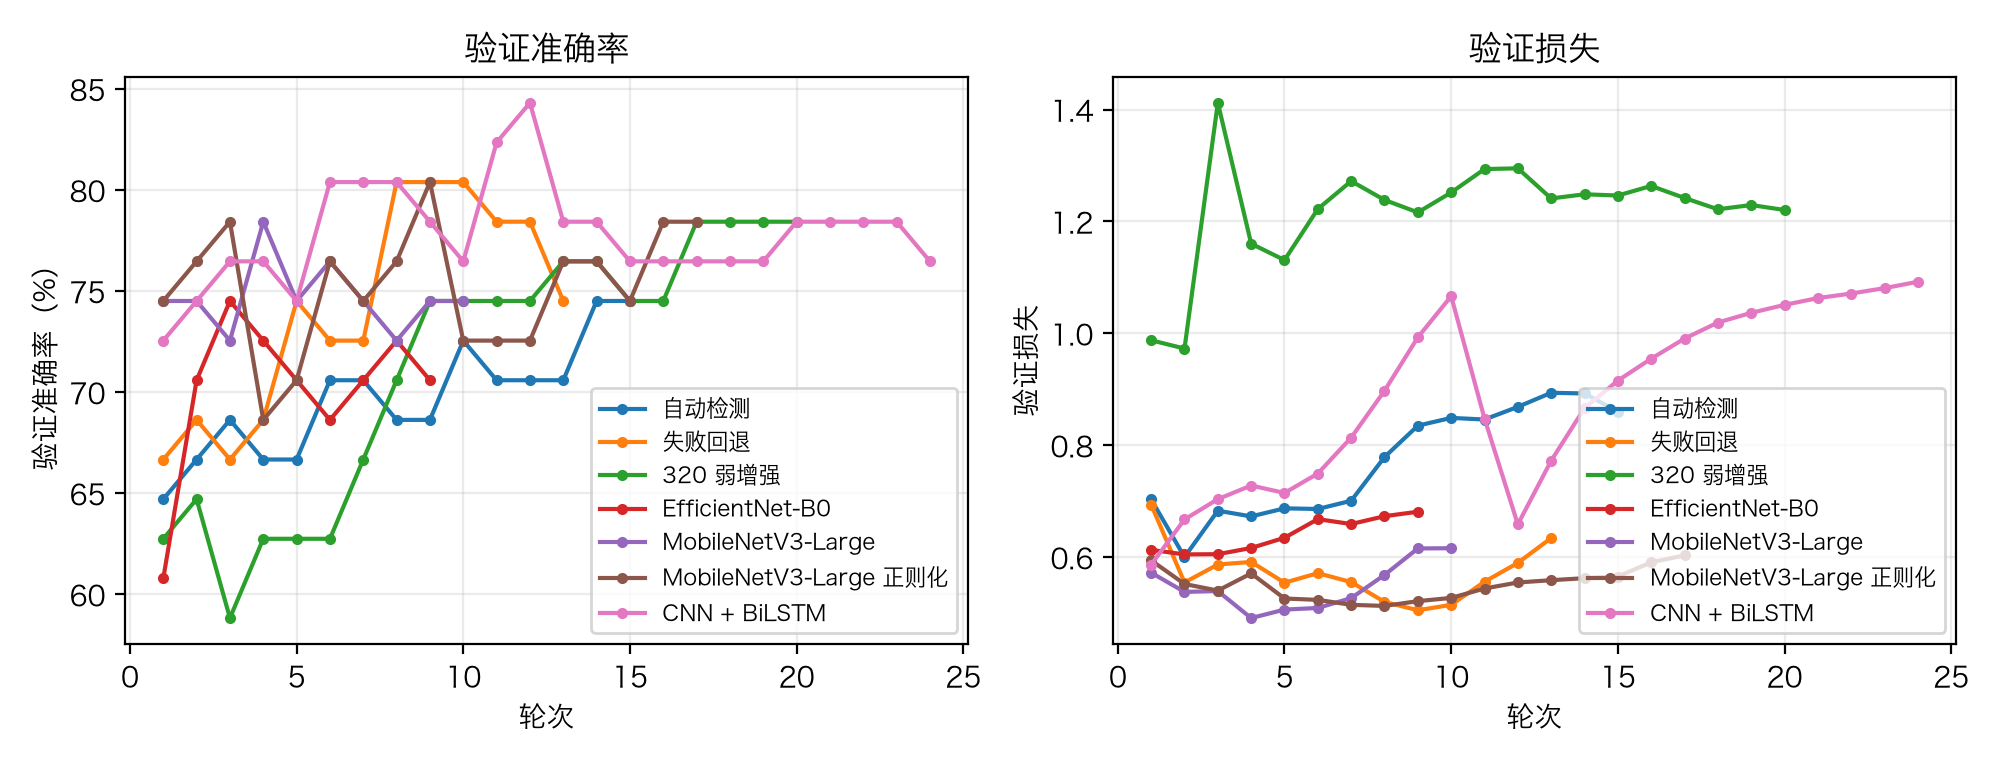 验证准确率
验证准确率（%）
85
80
75
70
65
60
0
5
10
15
20
25
轮次
自动检测
失败回退
320 弱增强
EfficientNet-B0
MobileNetV3-Large
MobileNetV3-Large 正则化
CNN + BiLSTM
验证损失
验证损失
1.4
1.2
1.0
0.8
0.6
0
5
10
15
20
25
轮次
自动检测
失败回退
320 弱增强
EfficientNet-B0
MobileNetV3-Large
MobileNetV3-Large 正则化
CNN + BiLSTM